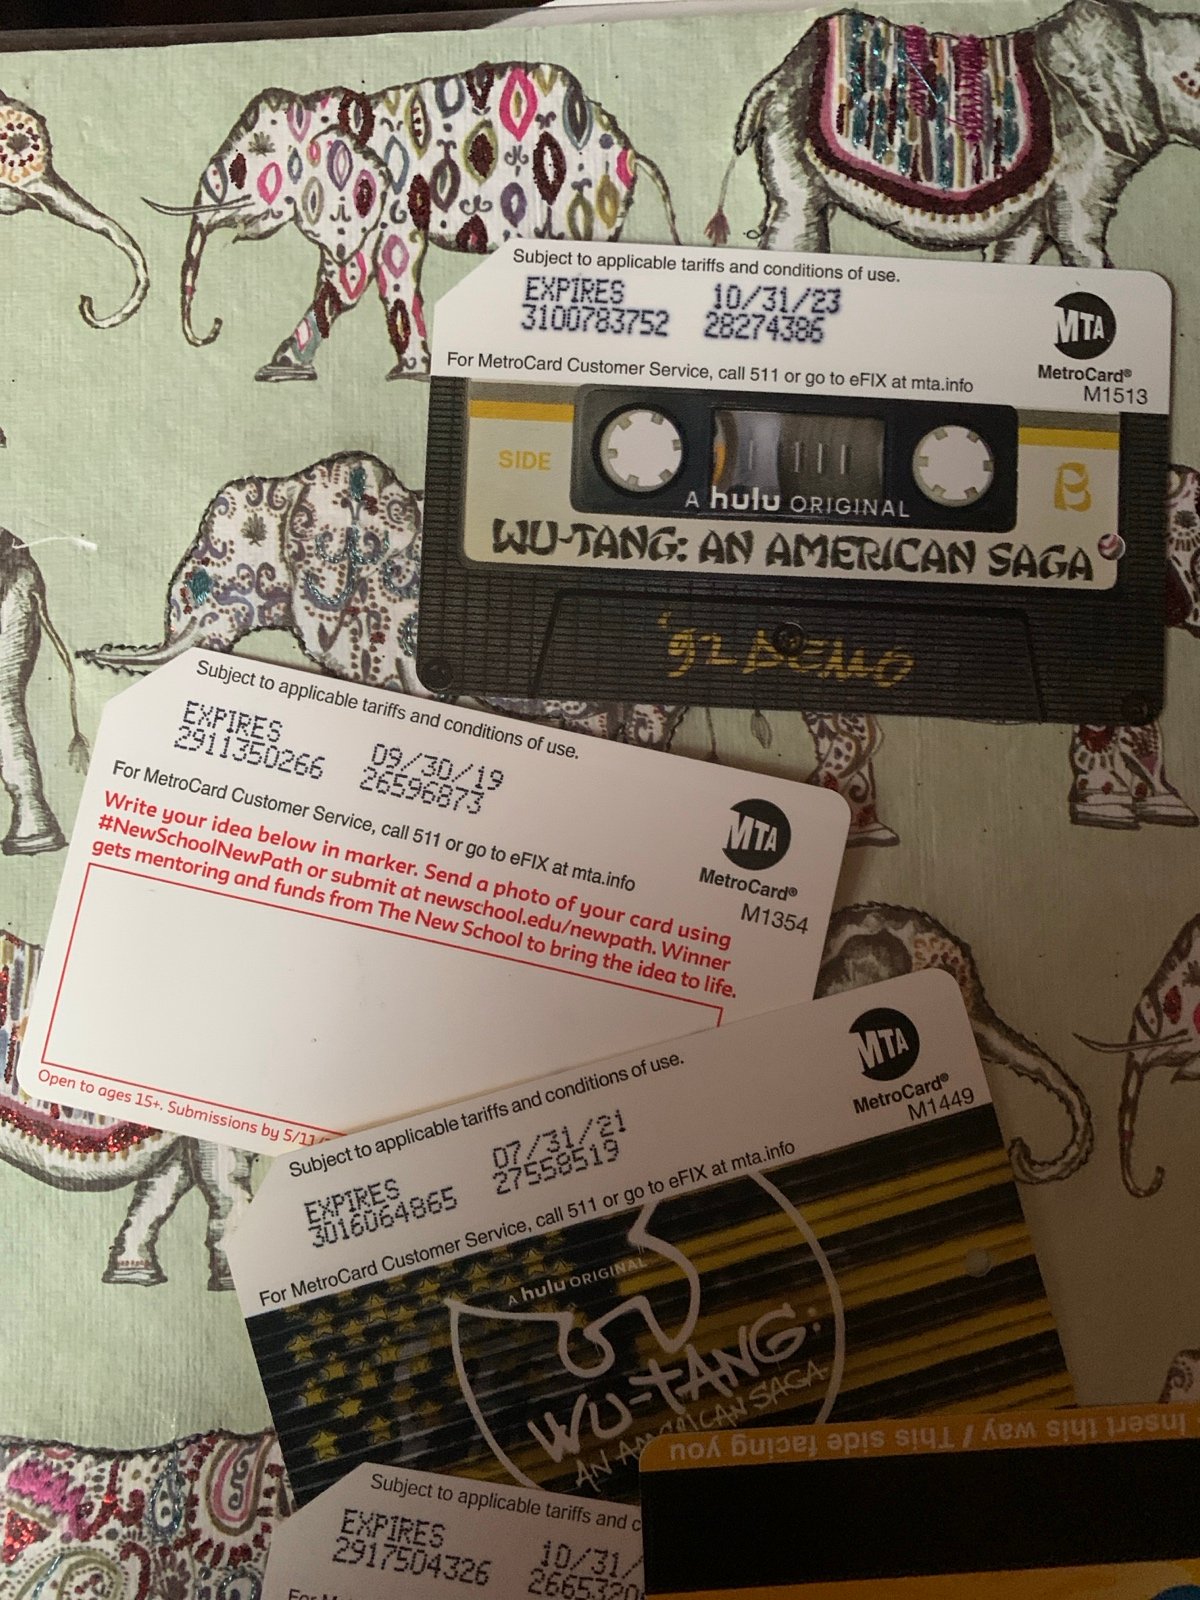 Subject to applicable tariffs and conditions of use.
EXPIRES 10/31/23
3100783752 28274386
For MetroCard Customer Service, call 511 or go to eFIX at mta.info
MTA
MetroCard®
M1513
SIDE B
A hulu ORIGINAL
WU-TANG: AN AMERICAN SAGA
'92 DEMO
Subject to applicable tariffs and conditions of use.
EXPIRES 09/30/19
2911350266 26596873
For MetroCard Customer Service, call 511 or go to eFIX at mta.info
MTA
MetroCard®
M1354
Write your idea below in marker. Send a photo of your card using
#NewSchoolNewPath or submit at newschool.edu/newpath. Winner
gets mentoring and funds from The New School to bring the idea to life.
Open to ages 15+. Submissions by 5/11/
Subject to applicable tariffs and conditions of use.
EXPIRES 07/31/21
3016064865 27558519
For MetroCard Customer Service, call 511 or go to eFIX at mta.info
MTA
MetroCard®
M1449
A hulu ORIGINAL
WU-TANG:
AN AMERICAN SAGA
Insert this way / This side facing you
Subject to applicable tariffs and c
EXPIRES 10/31/
2917504326 2665320
For M